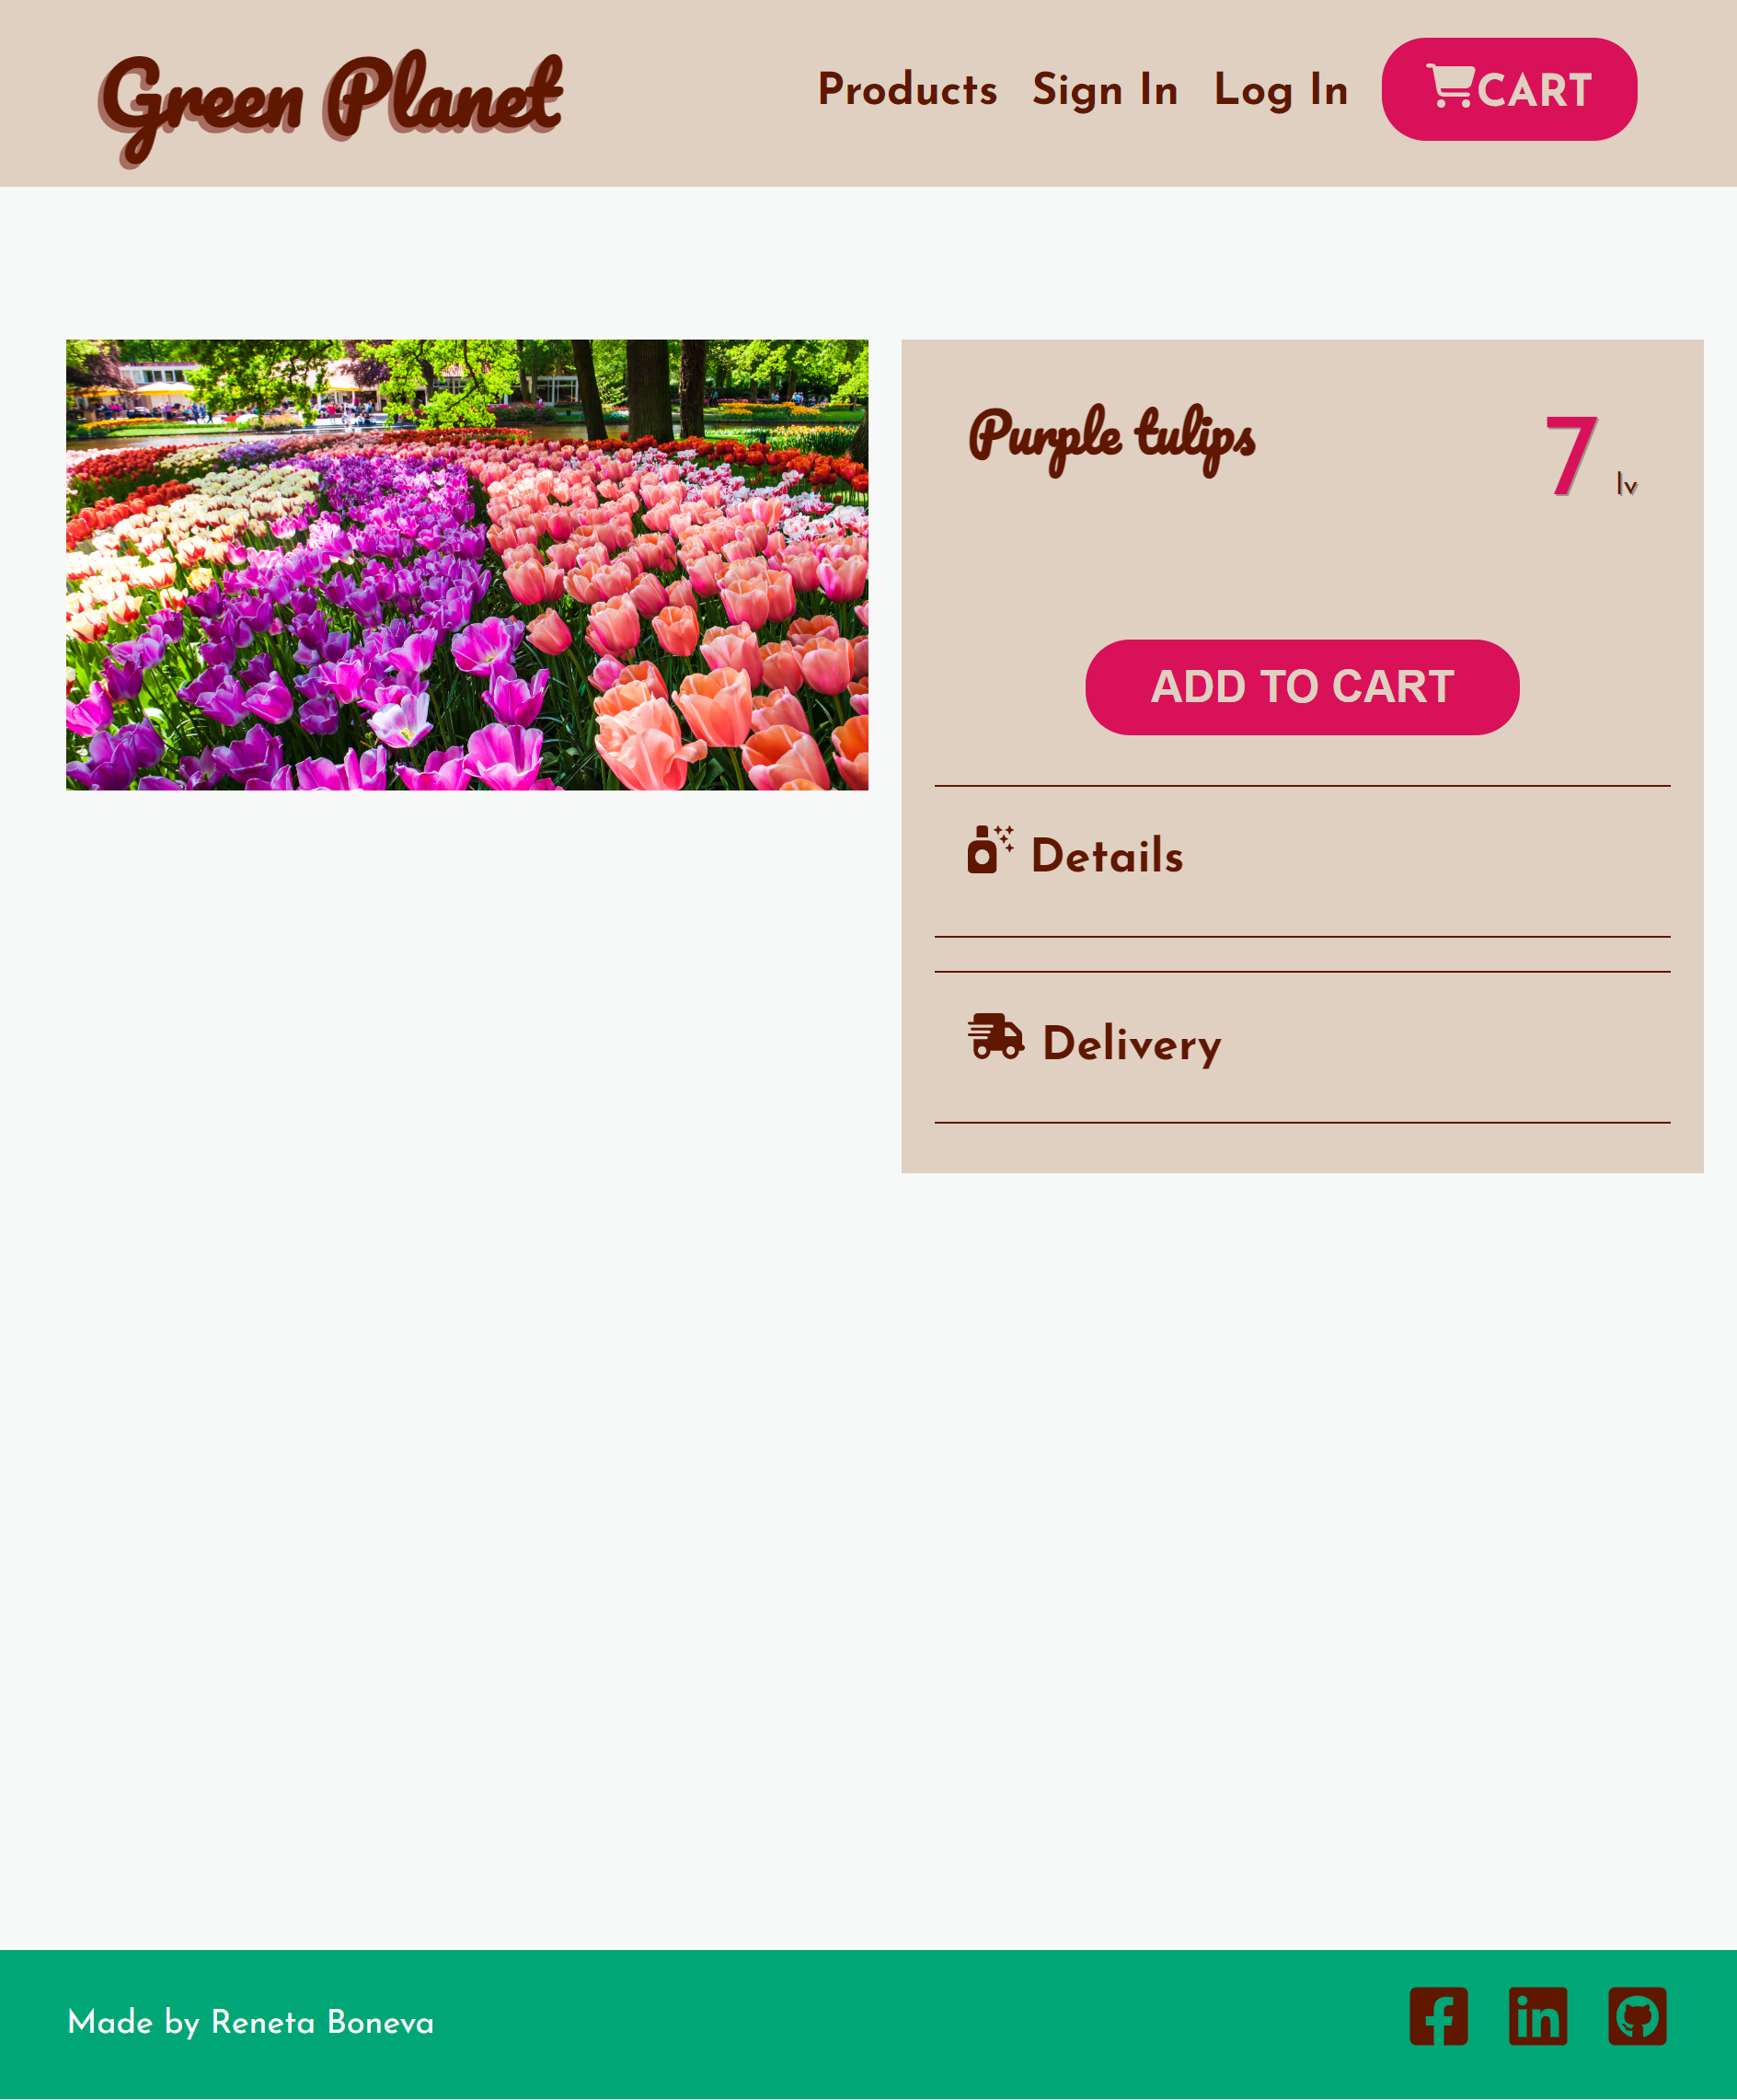 Green Planet
Products Sign In Log In CART
Purple tulips
7 lv
ADD TO CART
Details
Delivery
Made by Reneta Boneva